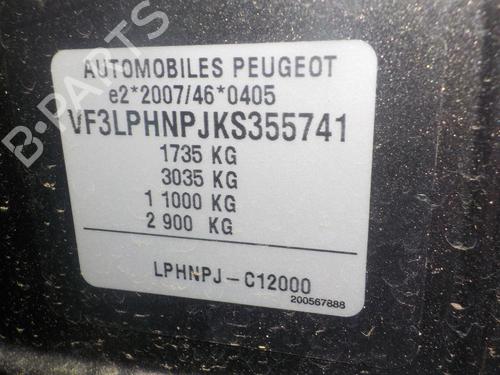 B-PARTS
AUTOMOBILES PEUGEOT
e2*2007/46*0405
VF3LPHNPJKS355741
1735 KG
3035 KG
1 1000 KG
2 900 KG
LPHNPJ-C12000
200567888